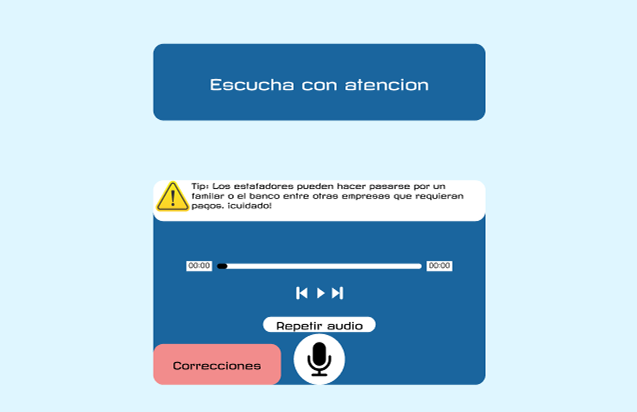 Escucha con atencion
Tip: Los estafadores pueden hacer pasarse por un
familiar o el banco entre otras empresas que requieran
pagos. ¡cuidado!
00:00
00:00
Repetir audio
Correcciones